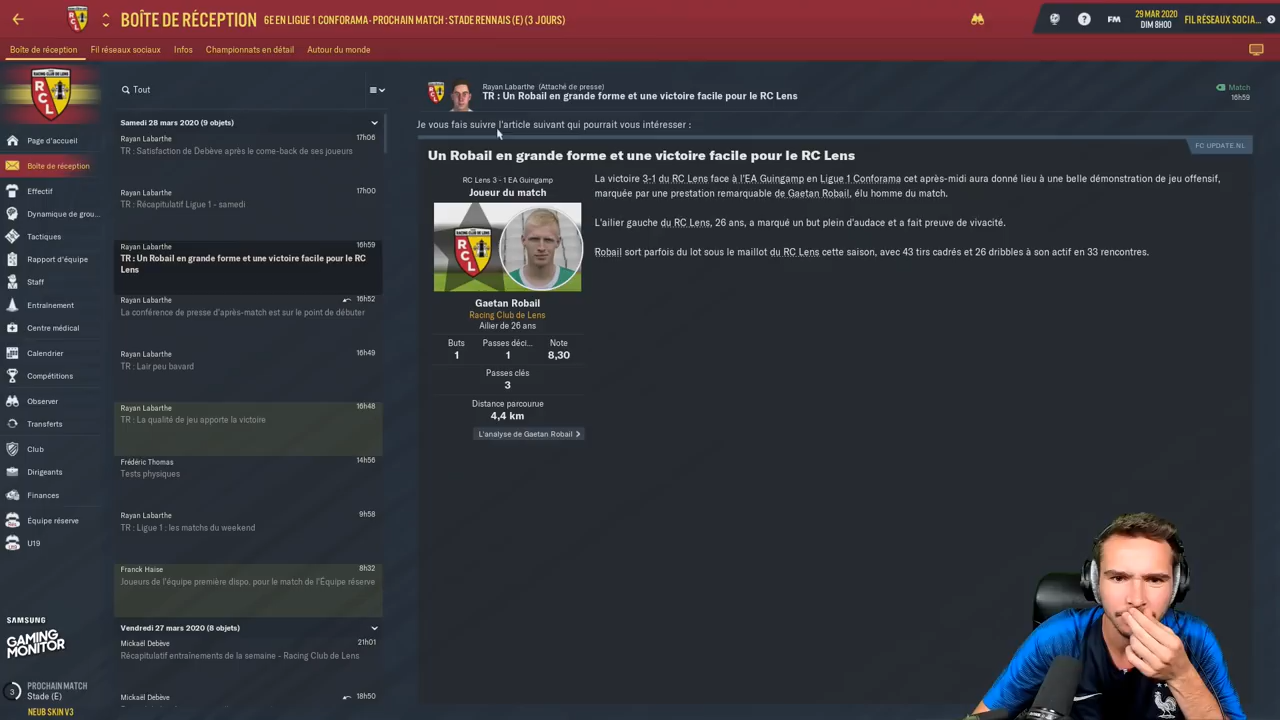 BOÎTE DE RÉCEPTION 6E EN LIGUE 1 CONFORAMA - PROCHAIN MATCH : STADE RENNAIS (E) (3 JOURS)
FM
29 MAR 2020
DIM 8H00
FIL RÉSEAUX SOCIA...
Boîte de réception Fil réseaux sociaux Infos Championnats en détail Autour du monde
RACING CLUB DE LENS
RCL
Page d'accueil
Boîte de réception
Effectif
Dynamique de grou...
Tactiques
Rapport d'équipe
Staff
Entraînement
Centre médical
Calendrier
Compétitions
Observer
Transferts
Club
Dirigeants
Finances
Équipe réserve
U19
SAMSUNG
GAMING
MONITOR
3
PROCHAIN MATCH
Stade (E)
NEUB SKIN V3
Tout
Samedi 28 mars 2020 (9 objets)
Rayan Labarthe 17h06
TR : Satisfaction de Debève après le come-back de ses joueurs
Rayan Labarthe 17h00
TR : Récapitulatif Ligue 1 - samedi
Rayan Labarthe 16h59
TR : Un Robail en grande forme et une victoire facile pour le RC
Lens
Rayan Labarthe 16h52
La conférence de presse d'après-match est sur le point de débuter
Rayan Labarthe 16h49
TR : Lair peu bavard
Rayan Labarthe 16h48
TR : La qualité de jeu apporte la victoire
Frédéric Thomas 14h56
Tests physiques
Rayan Labarthe 9h58
TR : Ligue 1 : les matchs du weekend
Franck Haise 8h32
Joueurs de l'équipe première dispo. pour le match de l'Équipe réserve
Vendredi 27 mars 2020 (8 objets)
Mickaël Debève 21h01
Récapitulatif entraînements de la semaine - Racing Club de Lens
Mickaël Debève 18h50
Rayan Labarthe (Attaché de presse)
TR : Un Robail en grande forme et une victoire facile pour le RC Lens
Match
16h59
Je vous fais suivre l'article suivant qui pourrait vous intéresser :
FC UPDATE.NL
Un Robail en grande forme et une victoire facile pour le RC Lens
RC Lens 3 - 1 EA Guingamp
Joueur du match
RCL
Gaetan Robail
Racing Club de Lens
Ailier de 26 ans
Buts Passes déci... Note
1 1 8,30
Passes clés
3
Distance parcourue
4,4 km
L'analyse de Gaetan Robail
La victoire 3-1 du RC Lens face à l'EA Guingamp en Ligue 1 Conforama cet après-midi aura donné lieu à une belle démonstration de jeu offensif,
marquée par une prestation remarquable de Gaetan Robail, élu homme du match.
L'ailier gauche du RC Lens, 26 ans, a marqué un but plein d'audace et a fait preuve de vivacité.
Robail sort parfois du lot sous le maillot du RC Lens cette saison, avec 43 tirs cadrés et 26 dribbles à son actif en 33 rencontres.